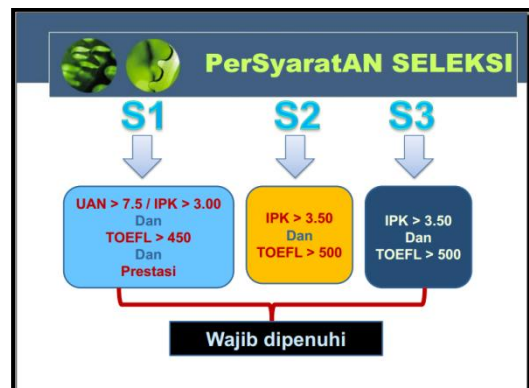 PerSyaratAN SELEKSI
S1
S2
S3
UAN > 7.5 / IPK > 3.00
Dan
TOEFL > 450
Dan
Prestasi
IPK > 3.50
Dan
TOEFL > 500
IPK > 3.50
Dan
TOEFL > 500
Wajib dipenuhi